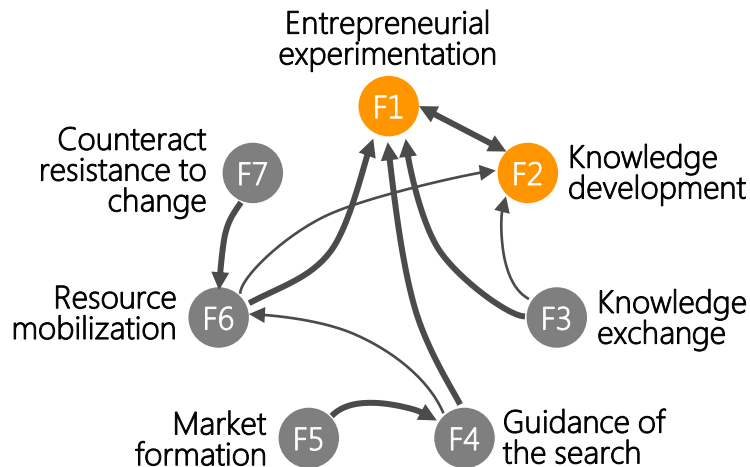 Entrepreneurial
experimentation
F1
Counteract
resistance to
change
F7
F2
Knowledge
development
Resource
mobilization
F6
F3
Knowledge
exchange
Market
formation
F5
F4
Guidance of
the search